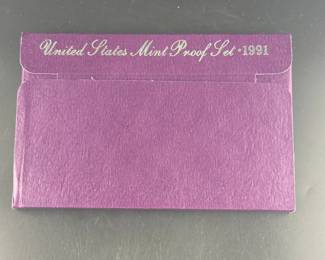 United States Mint Proof Set • 1991